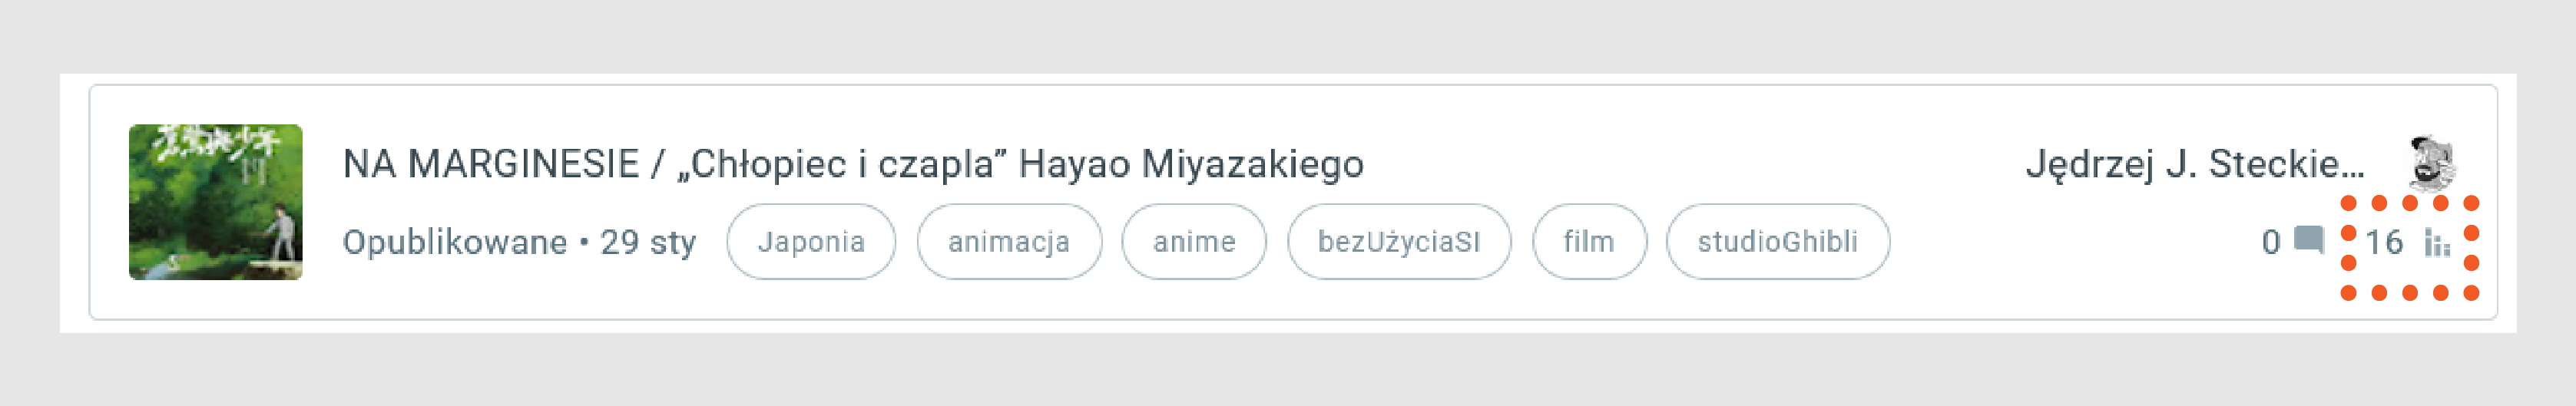 NA MARGINESIE / „Chłopiec i czapla” Hayao Miyazakiego
Jędrzej J. Steckie...
Opublikowane • 29 sty
Japonia
animacja
anime
bezUżyciaSI
film
studioGhibli
0
16